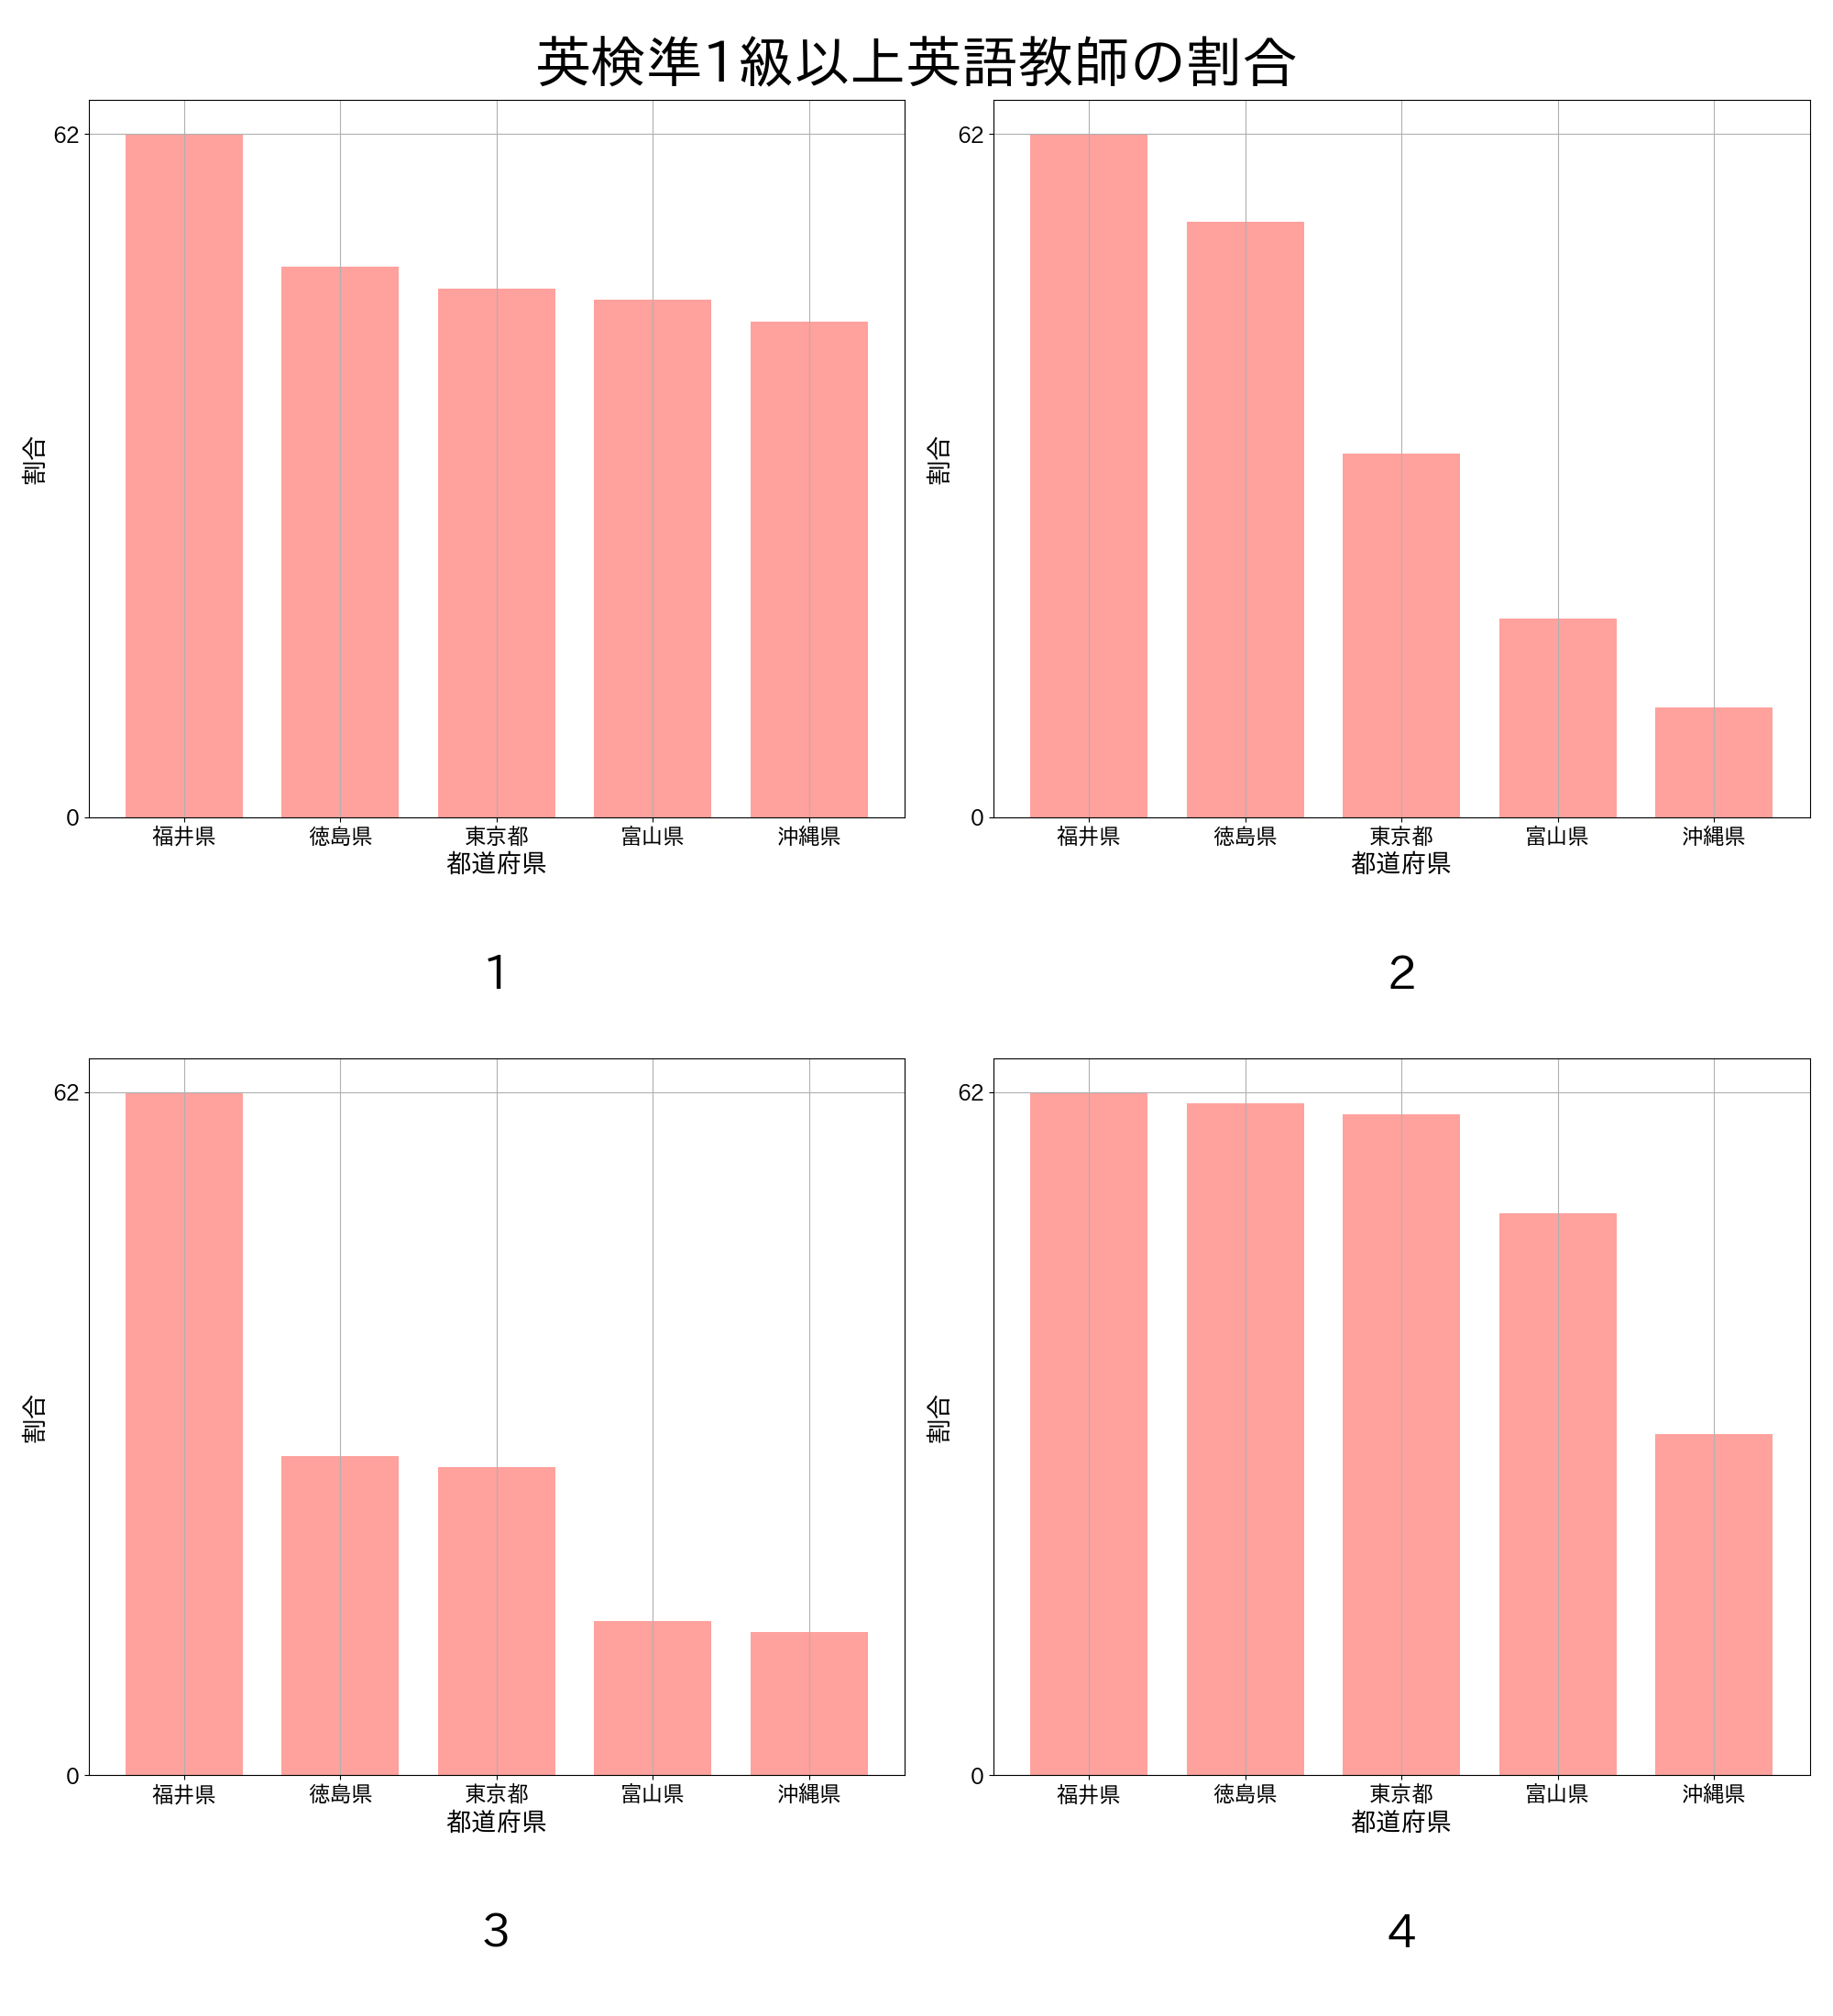 英検準1級以上英語教師の割合
62
0
割合
福井県 徳島県 東京都 富山県 沖縄県
都道府県
1
62
0
割合
福井県 徳島県 東京都 富山県 沖縄県
都道府県
2
62
0
割合
福井県 徳島県 東京都 富山県 沖縄県
都道府県
3
62
0
割合
福井県 徳島県 東京都 富山県 沖縄県
都道府県
4